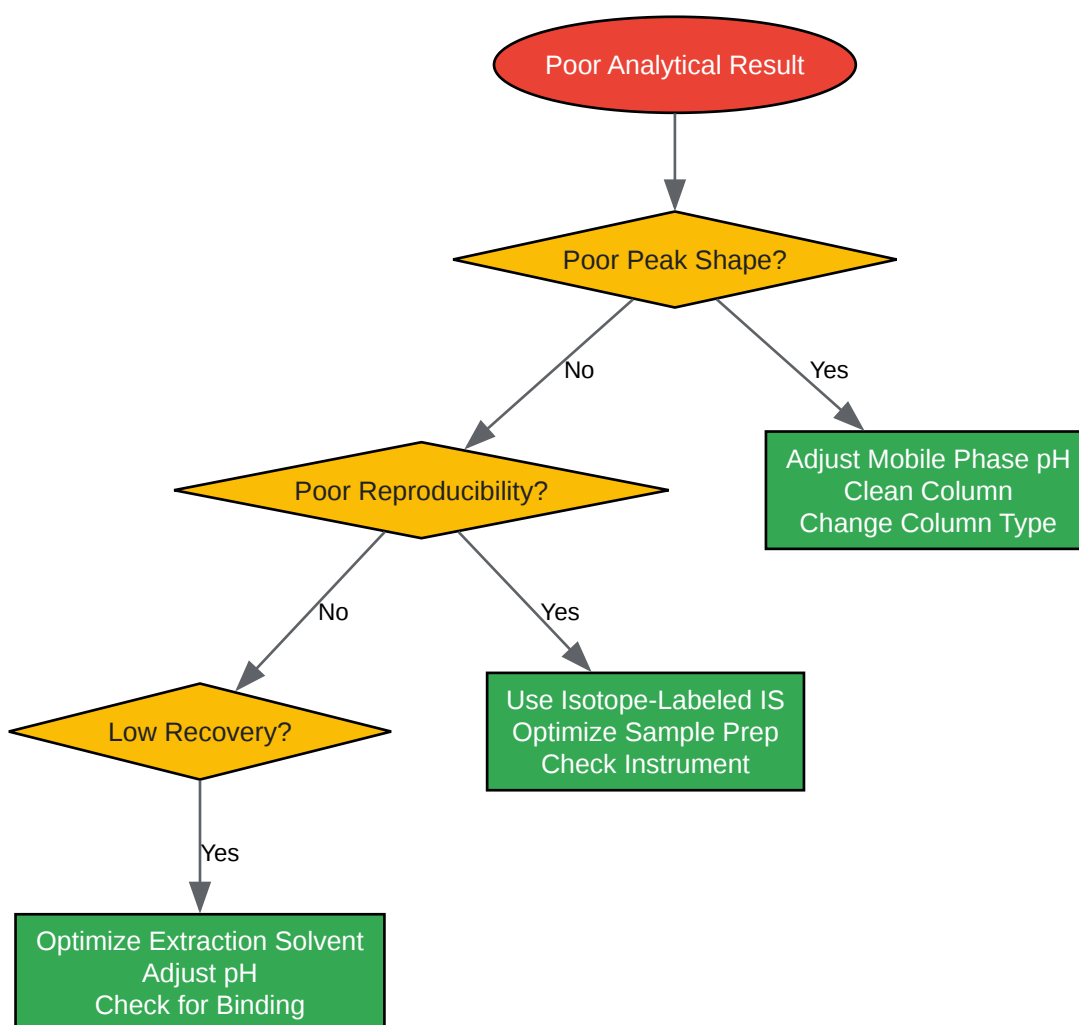 Poor Analytical Result
Poor Peak Shape?
No
Yes
Adjust Mobile Phase pH
Clean Column
Change Column Type
Poor Reproducibility?
No
Yes
Use Isotope-Labeled IS
Optimize Sample Prep
Check Instrument
Low Recovery?
Yes
Optimize Extraction Solvent
Adjust pH
Check for Binding